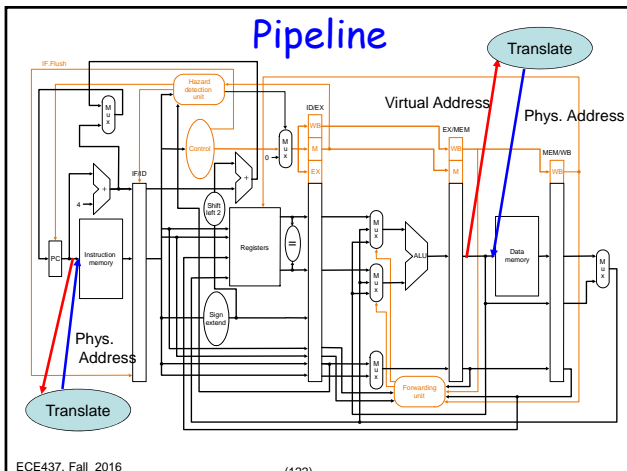 Pipeline
Translate
IF.Flush
Hazard
detection
unit
ID/EX
Virtual Address
Phys. Address
M
u
x
Control
M
u
x
0
WB
M
EX
EX/MEM
WB
M
MEM/WB
WB
IF/ID
+
4
+
Shift
left 2
PC
Instruction
memory
Registers
=
M
u
x
M
u
x
ALU
Data
memory
M
u
x
Sign
extend
Phys.
Address
M
u
x
Forwarding
unit
Translate
ECE437, Fall 2016
(122)